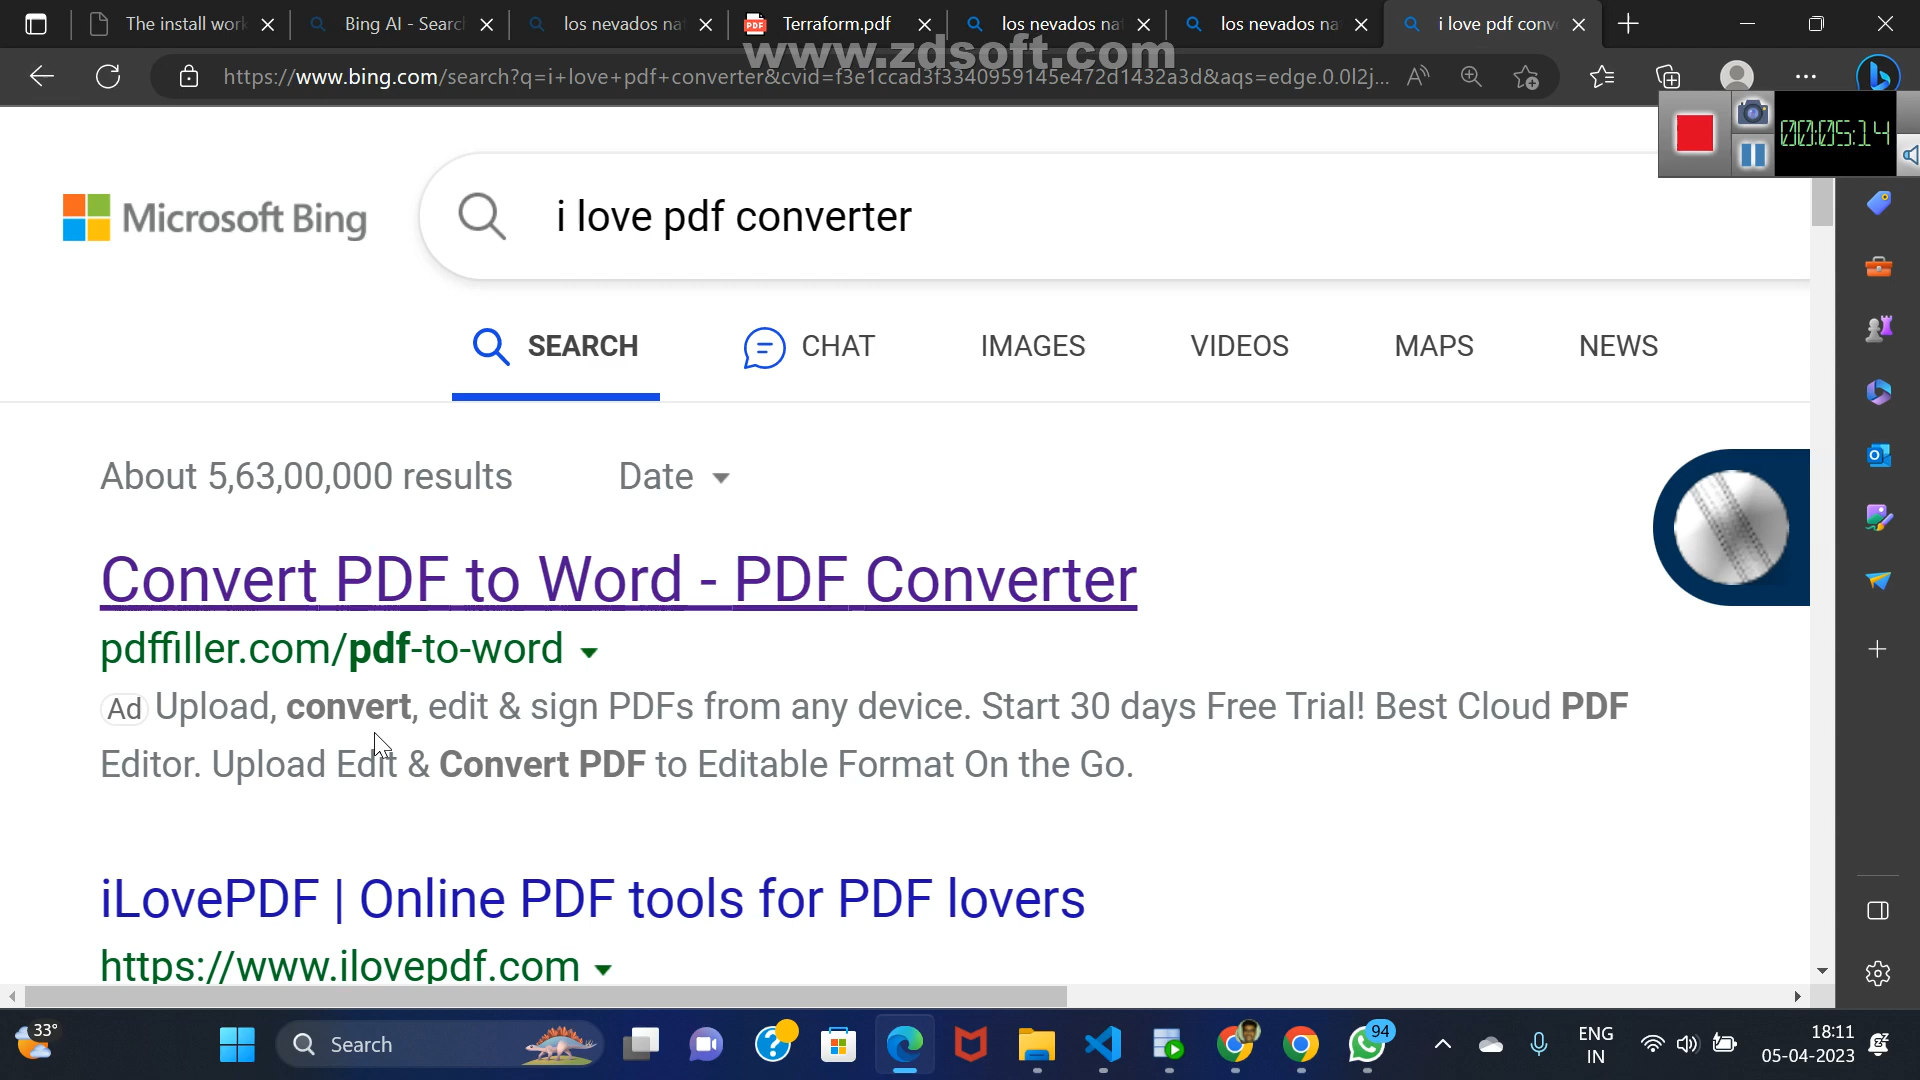 The install work
Bing AI - Search
los nevados nat
Terraform.pdf
los nevados nat
los nevados na
i love pdf conve
www.zdsoft.com
https://www.bing.com/search?q=i+love+pdf+converter&cvid=f3e1ccad3f3340959145e472d1432a3d&aqs=edge.0.0l2j...
00:05:14
Microsoft Bing
i love pdf converter
SEARCH
CHAT
IMAGES
VIDEOS
MAPS
NEWS
About 5,63,00,000 results
Date
Convert PDF to Word - PDF Converter
pdffiller.com/pdf-to-word
Ad Upload, convert, edit & sign PDFs from any device. Start 30 days Free Trial! Best Cloud PDF
Editor. Upload Edit & Convert PDF to Editable Format On the Go.
iLovePDF | Online PDF tools for PDF lovers
https://www.ilovepdf.com
33°
Search
94
ENG
IN
18:11
05-04-2023